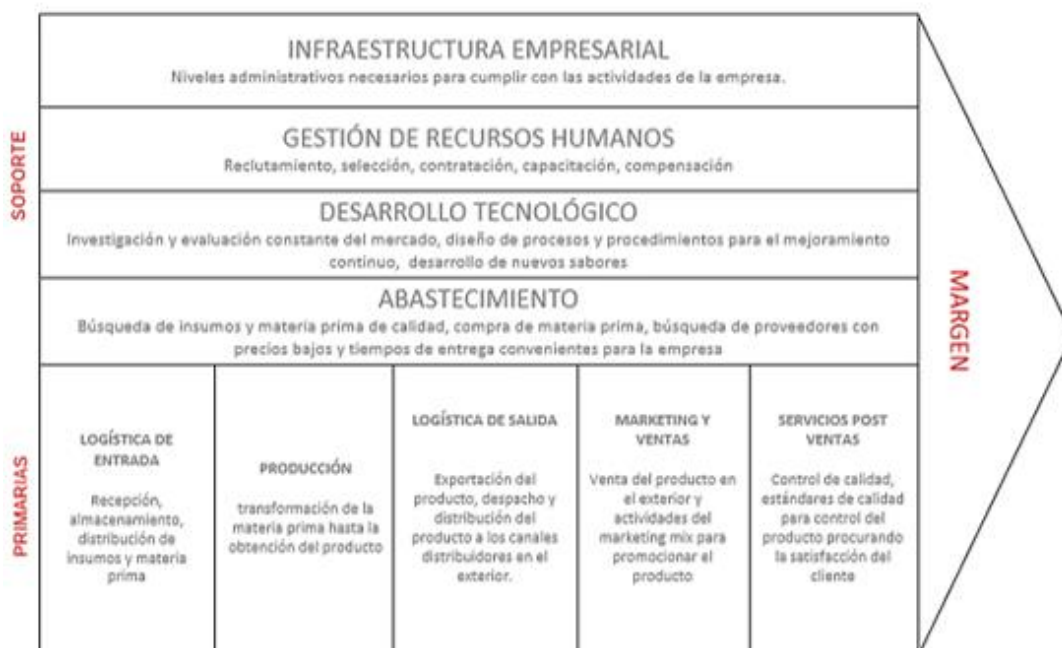 SOPORTE
INFRAESTRUCTURA EMPRESARIAL
Niveles administrativos necesarios para cumplir con las actividades de la empresa.
GESTIÓN DE RECURSOS HUMANOS
Reclutamiento, selección, contratación, capacitación, compensación
DESARROLLO TECNOLÓGICO
Investigación y evaluación constante del mercado, diseño de procesos y procedimientos para el mejoramiento
continuo, desarrollo de nuevos sabores
ABASTECIMIENTO
Búsqueda de insumos y materia prima de calidad, compra de materia prima, búsqueda de proveedores con
precios bajos y tiempos de entrega convenientes para la empresa
MARGEN
PRIMARIAS
LOGÍSTICA DE
ENTRADA
Recepción,
almacenamiento,
distribución de
insumos y materia
prima
PRODUCCIÓN
transformación de la
materia prima hasta la
obtención del producto
LOGÍSTICA DE SALIDA
Exportación del
producto, despacho y
distribución del
producto a los canales
distribuidores en el
exterior.
MARKETING Y
VENTAS
Venta del producto en
el exterior y
actividades del
marketing mix para
promocionar el
producto
SERVICIOS POST
VENTAS
Control de calidad,
estándares de calidad
para control del
producto procurando
la satisfacción del
cliente